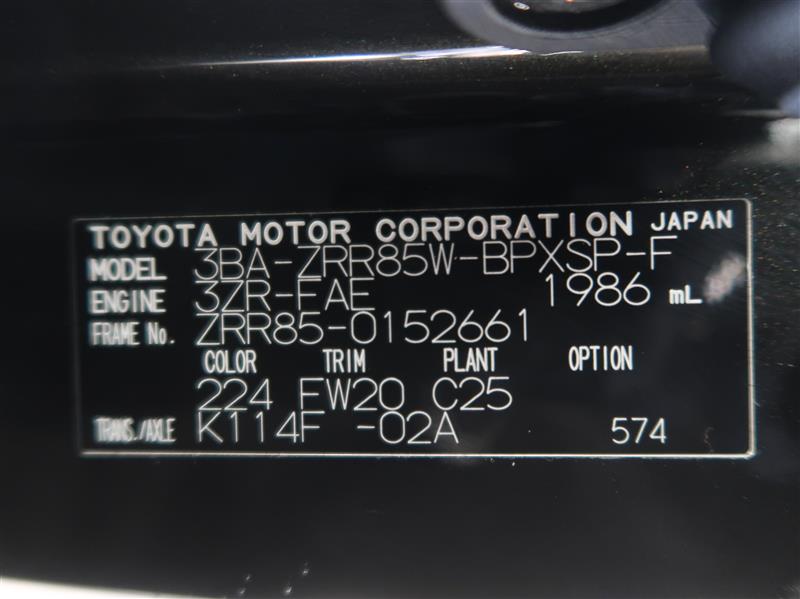 TOYOTA MOTOR CORPORATION JAPAN
MODEL 3BA-ZRR85W-BPXSP-F
ENGINE 3ZR-FAE 1986 mL
FRAME No. ZRR85-0152661
COLOR TRIM PLANT OPTION
224 FW20 C25
TRANS./AXLE K114F -02A 574